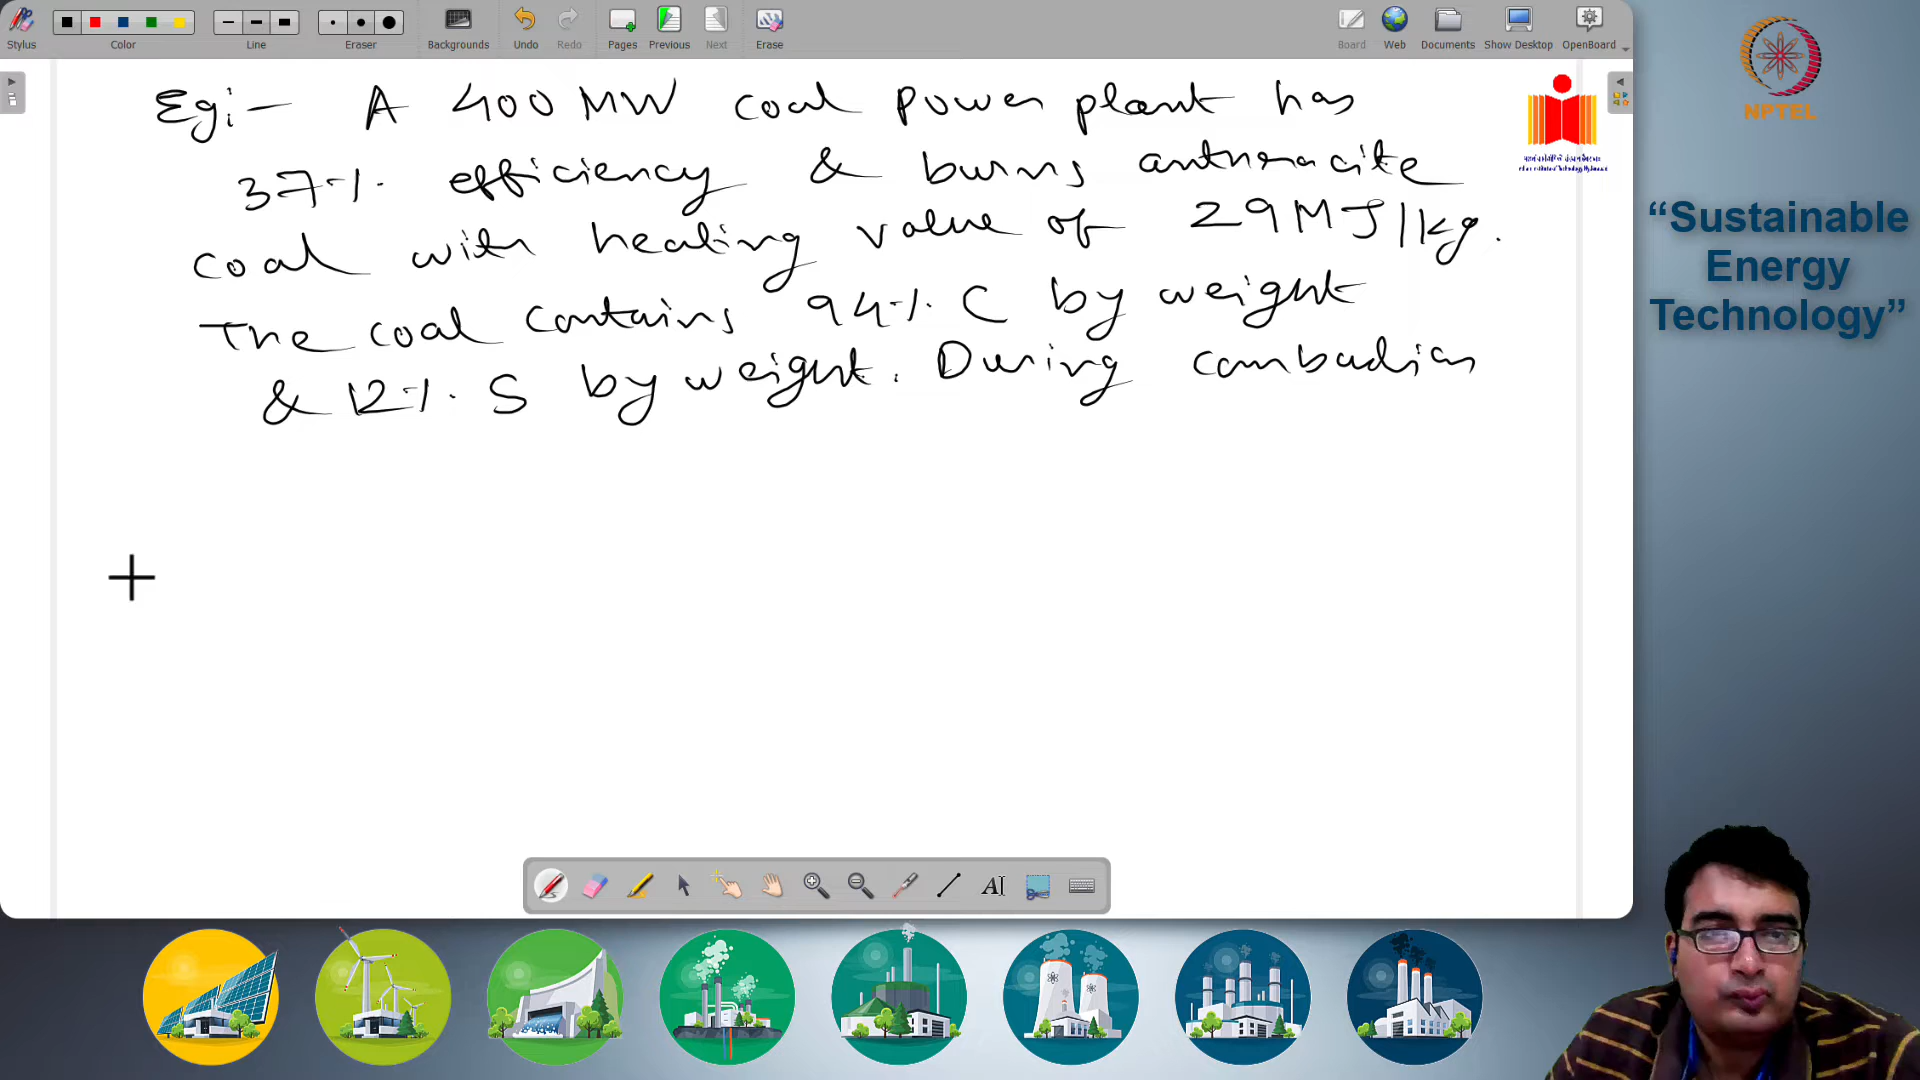 Stylus
Color
Line
Eraser
Backgrounds
Undo
Redo
Pages
Previous
Next
Erase
Board
Web
Documents
Show Desktop
OpenBoard
Eg:- A 400 MW coal power plant has
37% efficiency & burns anthracite
coal with heating value of 29 MJ/kg.
The coal contains 94% C by weight
& 12% S by weight. During combustion
NPTEL
“Sustainable
Energy
Technology”
AI